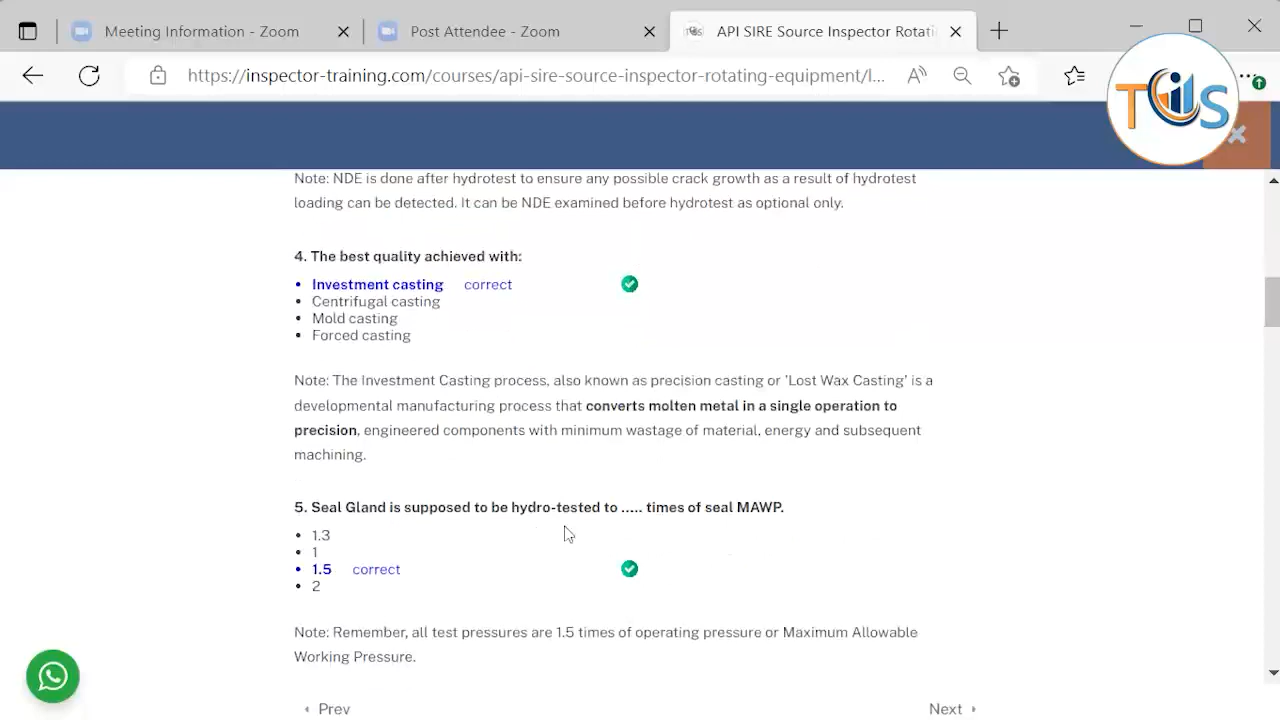 Meeting Information - Zoom
Post Attendee - Zoom
API SIRE Source Inspector Rotati
https://inspector-training.com/courses/api-sire-source-inspector-rotating-equipment/l...
TIS
Note: NDE is done after hydrotest to ensure any possible crack growth as a result of hydrotest
loading can be detected. It can be NDE examined before hydrotest as optional only.
4. The best quality achieved with:
• Investment casting correct
• Centrifugal casting
• Mold casting
• Forced casting
Note: The Investment Casting process, also known as precision casting or 'Lost Wax Casting' is a
developmental manufacturing process that converts molten metal in a single operation to
precision, engineered components with minimum wastage of material, energy and subsequent
machining.
5. Seal Gland is supposed to be hydro-tested to ..... times of seal MAWP.
• 1.3
• 1
• 1.5 correct
• 2
Note: Remember, all test pressures are 1.5 times of operating pressure or Maximum Allowable
Working Pressure.
Prev
Next